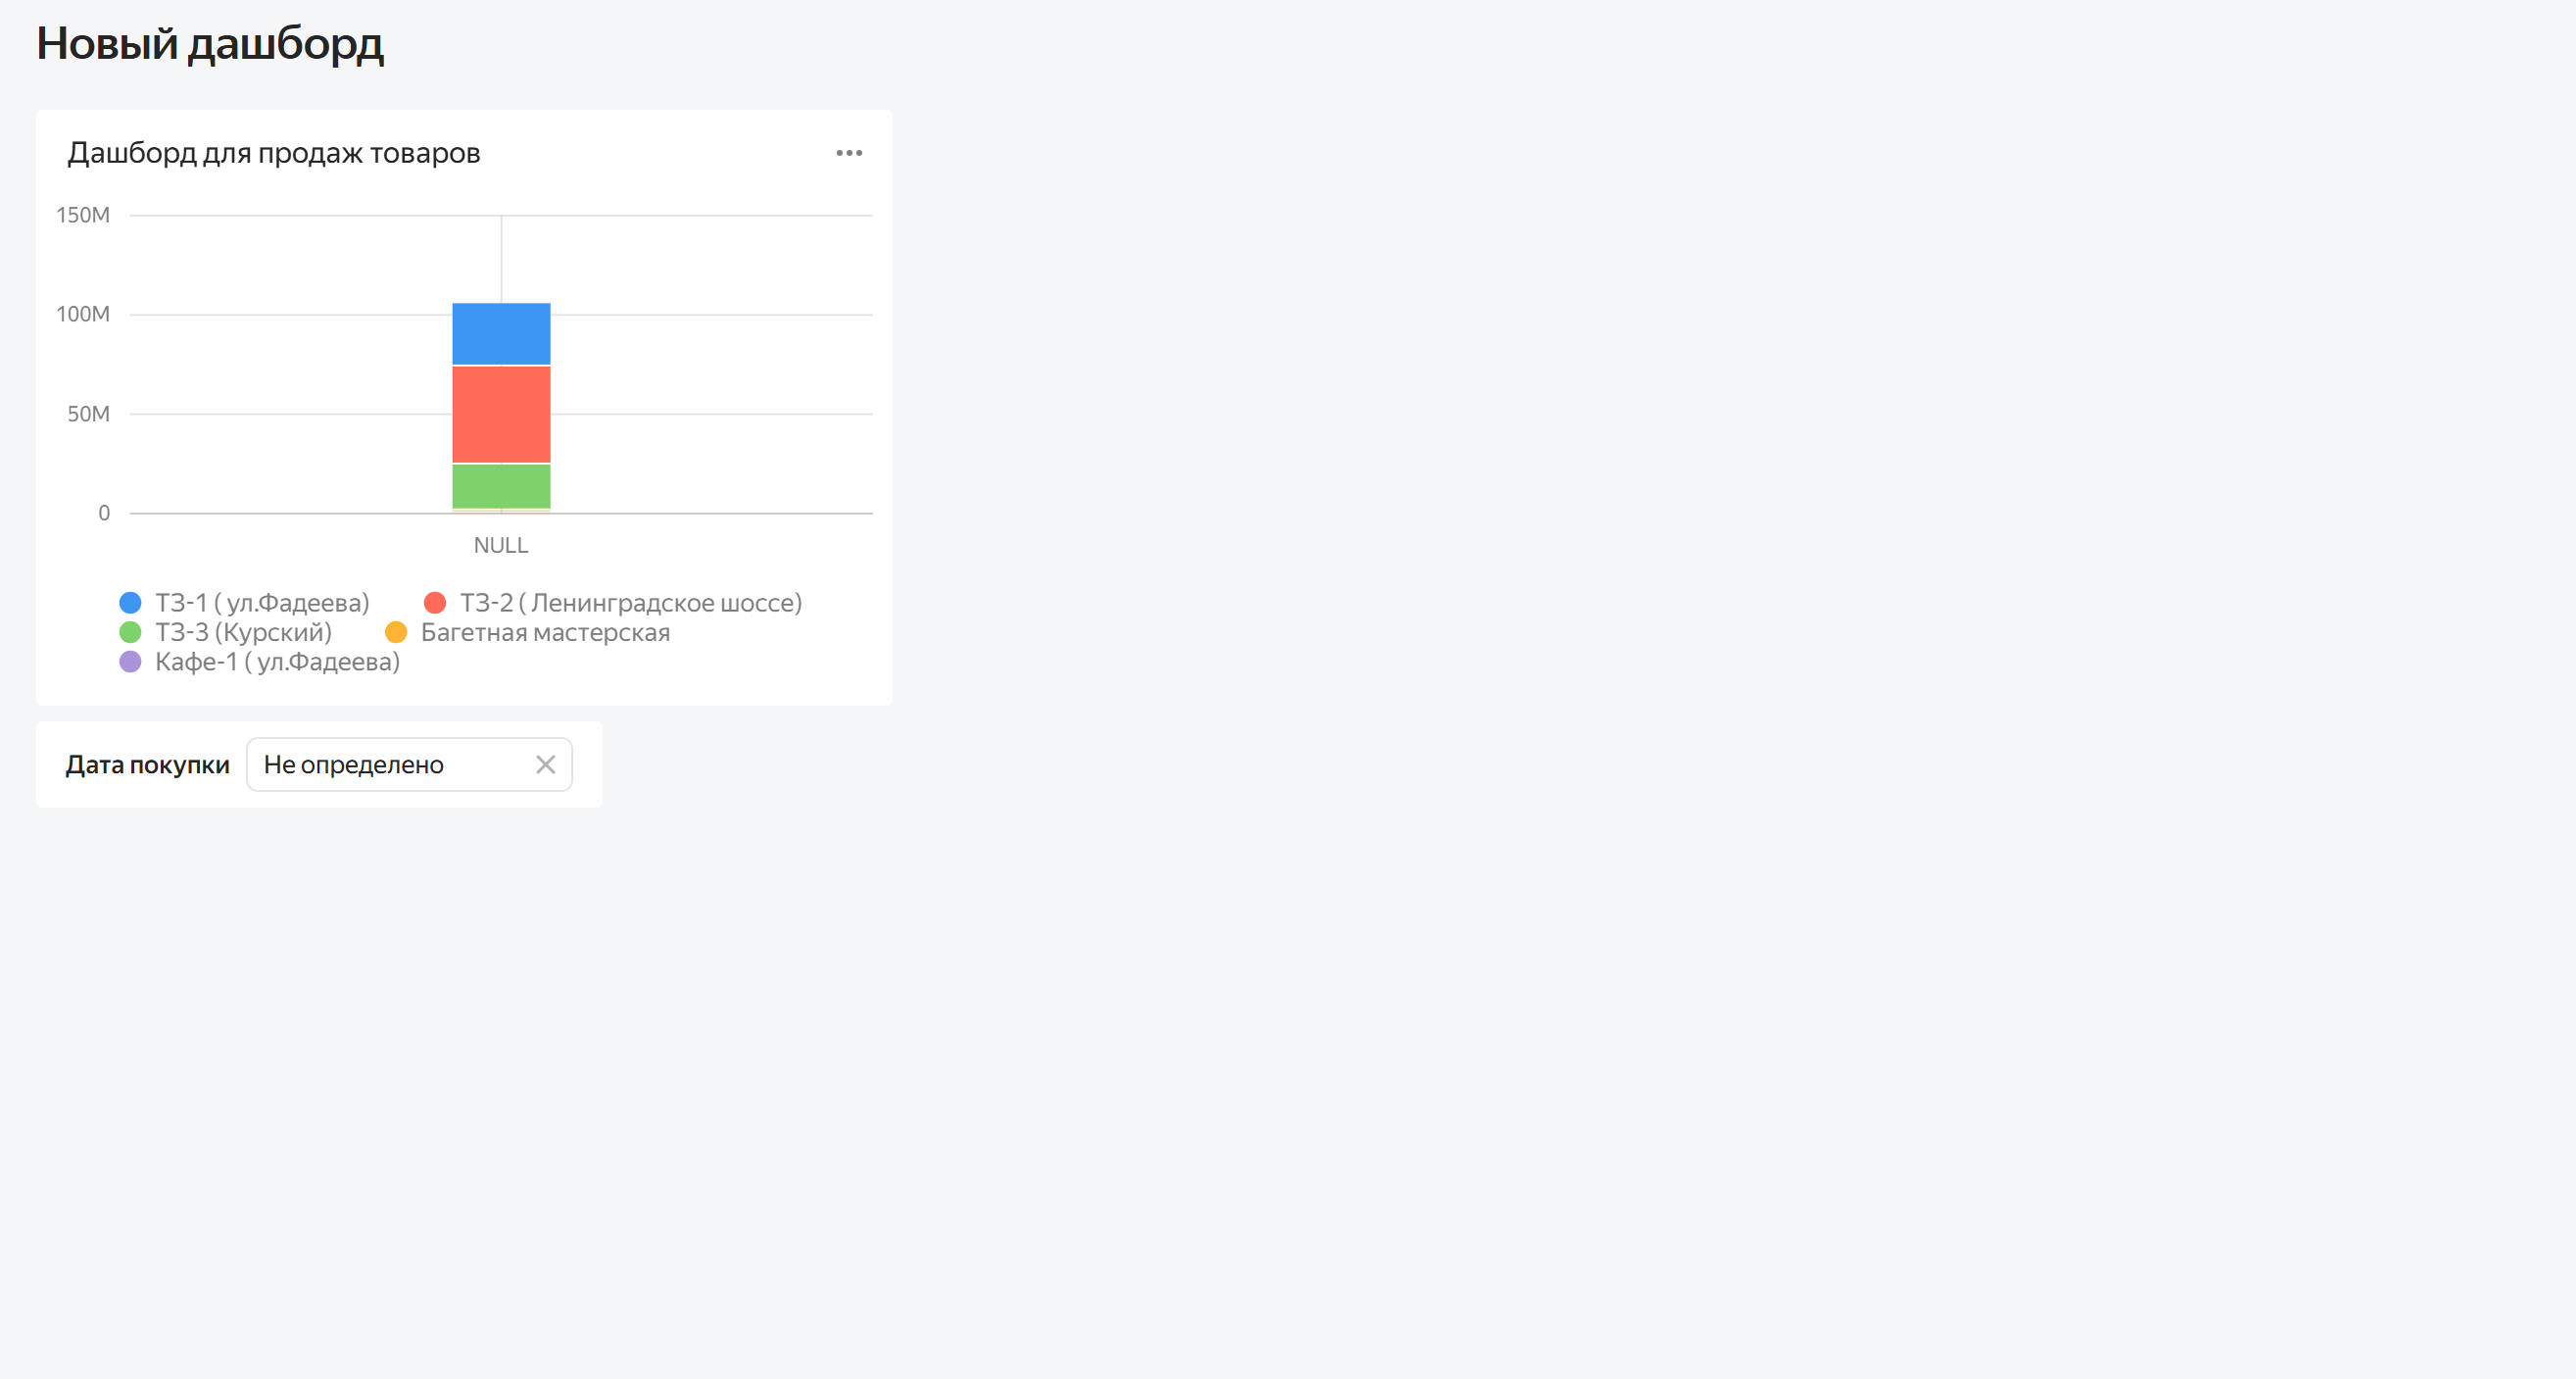 Новый дашборд
Дашборд для продаж товаров
150M
100M
50M
0
NULL
ТЗ-1 ( ул.Фадеева) ТЗ-2 ( Ленинградское шоссе)
ТЗ-3 (Курский) Багетная мастерская
Кафе-1 ( ул.Фадеева)
Дата покупки Не определено